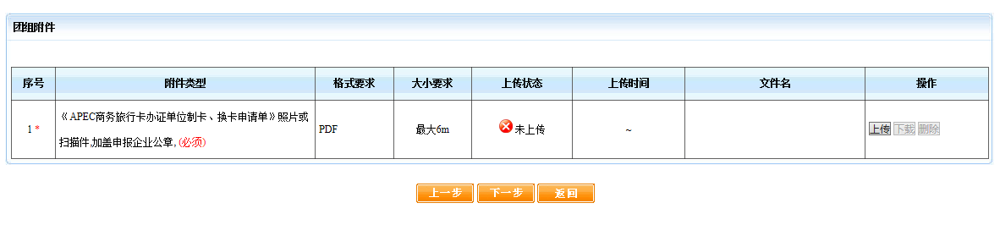 团组附件
序号 附件类型 格式要求 大小要求 上传状态 上传时间 文件名 操作
《APEC商务旅行卡办证单位制卡、换卡申请单》照片或
1 * PDF 最大6m 未上传 ~ 上传 下载 删除
扫描件,加盖申报企业公章, (必须)
上一步 下一步 返回